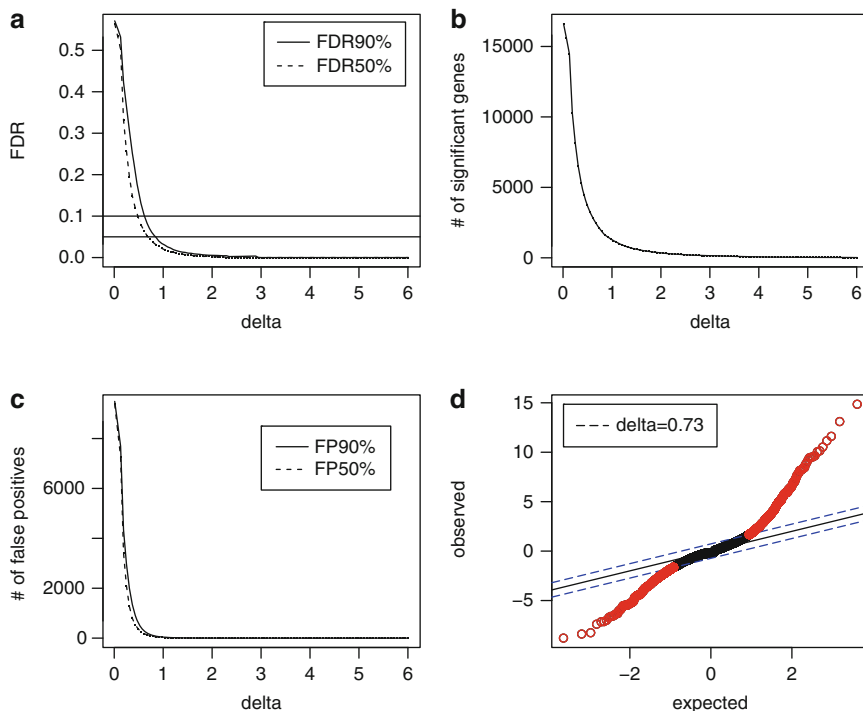 a
FDR
0.5
0.4
0.3
0.2
0.1
0.0
FDR90%
FDR50%
0 1 2 3 4 5 6
delta
b
# of significant genes
15000
10000
5000
0
0 1 2 3 4 5 6
delta
c
# of false positives
6000
2000
0
FP90%
FP50%
0 1 2 3 4 5 6
delta
d
observed
15
10
5
0
−5
delta=0.73
−2 0 2
expected